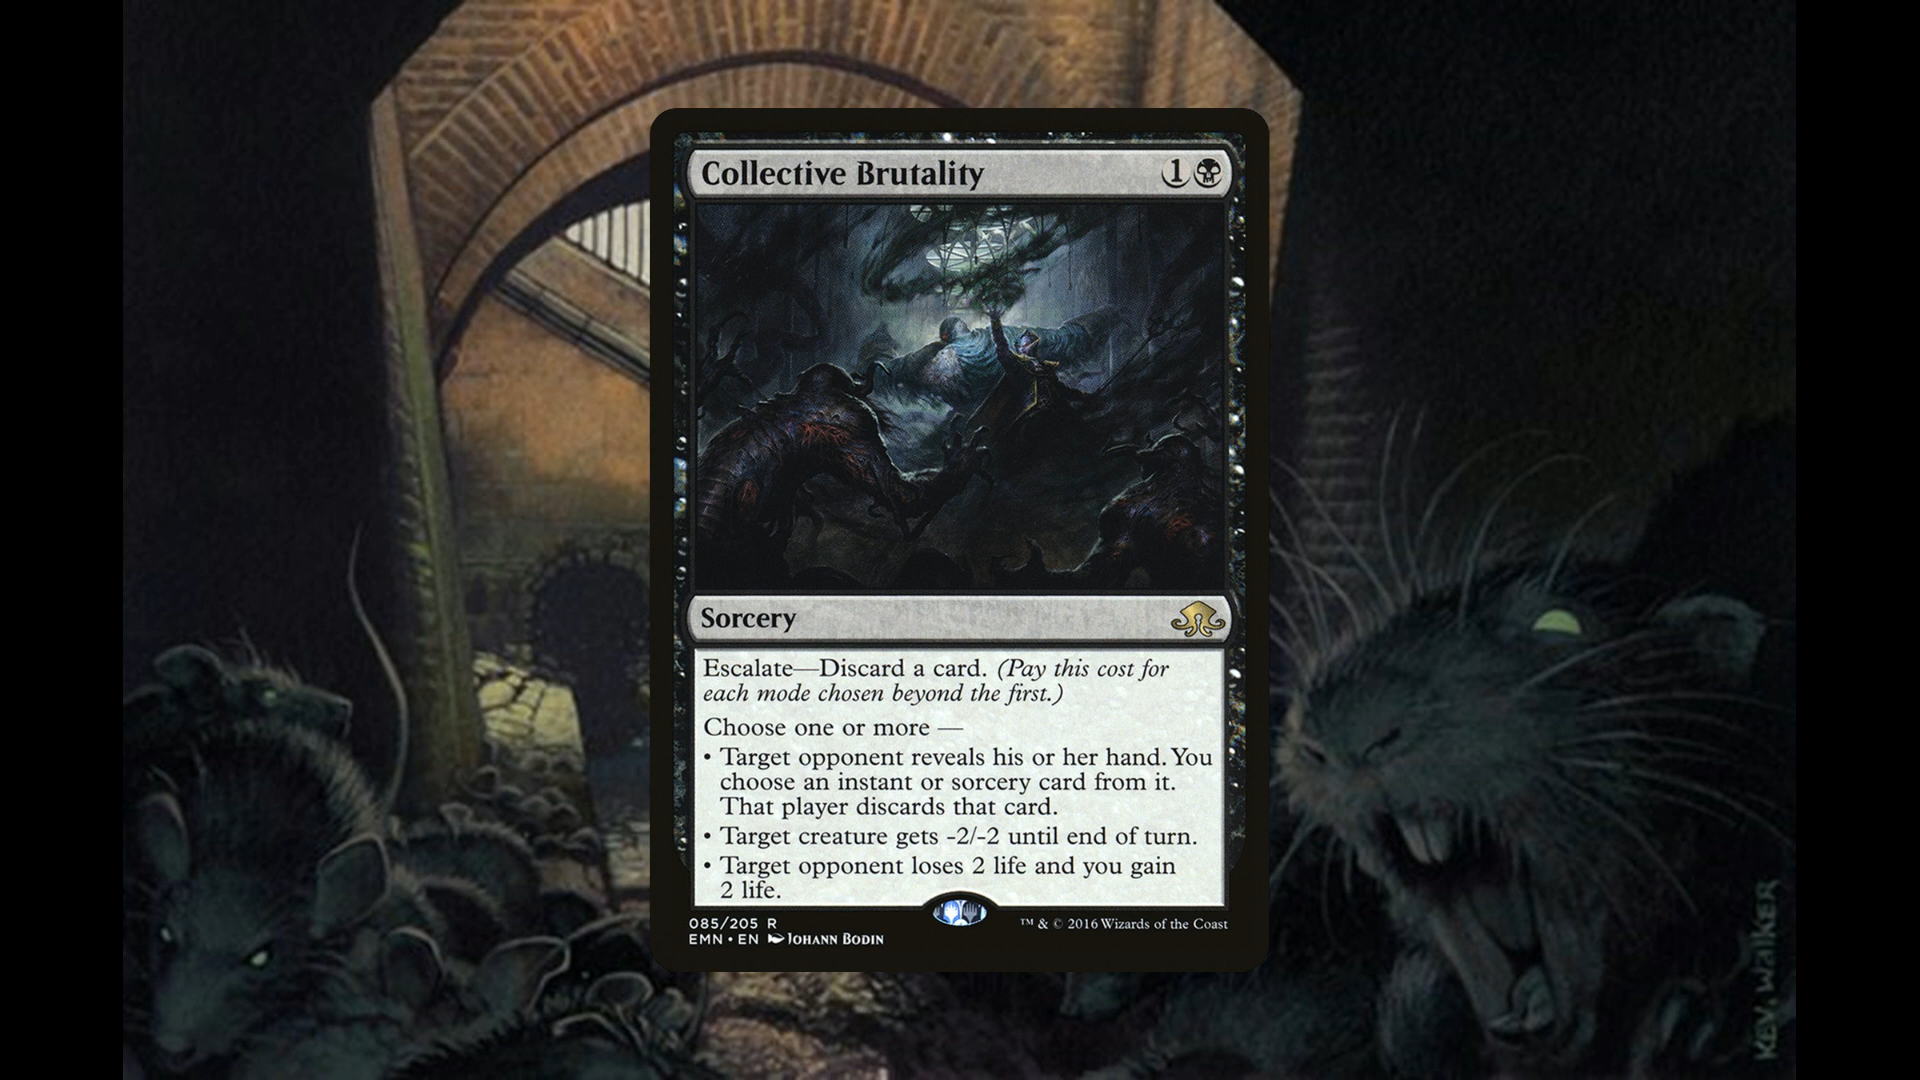 Collective Brutality 1
Sorcery
Escalate—Discard a card. (Pay this cost for
each mode chosen beyond the first.)
Choose one or more —
• Target opponent reveals his or her hand. You
choose an instant or sorcery card from it.
That player discards that card.
• Target creature gets -2/-2 until end of turn.
• Target opponent loses 2 life and you gain
2 life.
085/205 R
EMN • EN Johann Bodin
™ & © 2016 Wizards of the Coast
KEV. WALKER